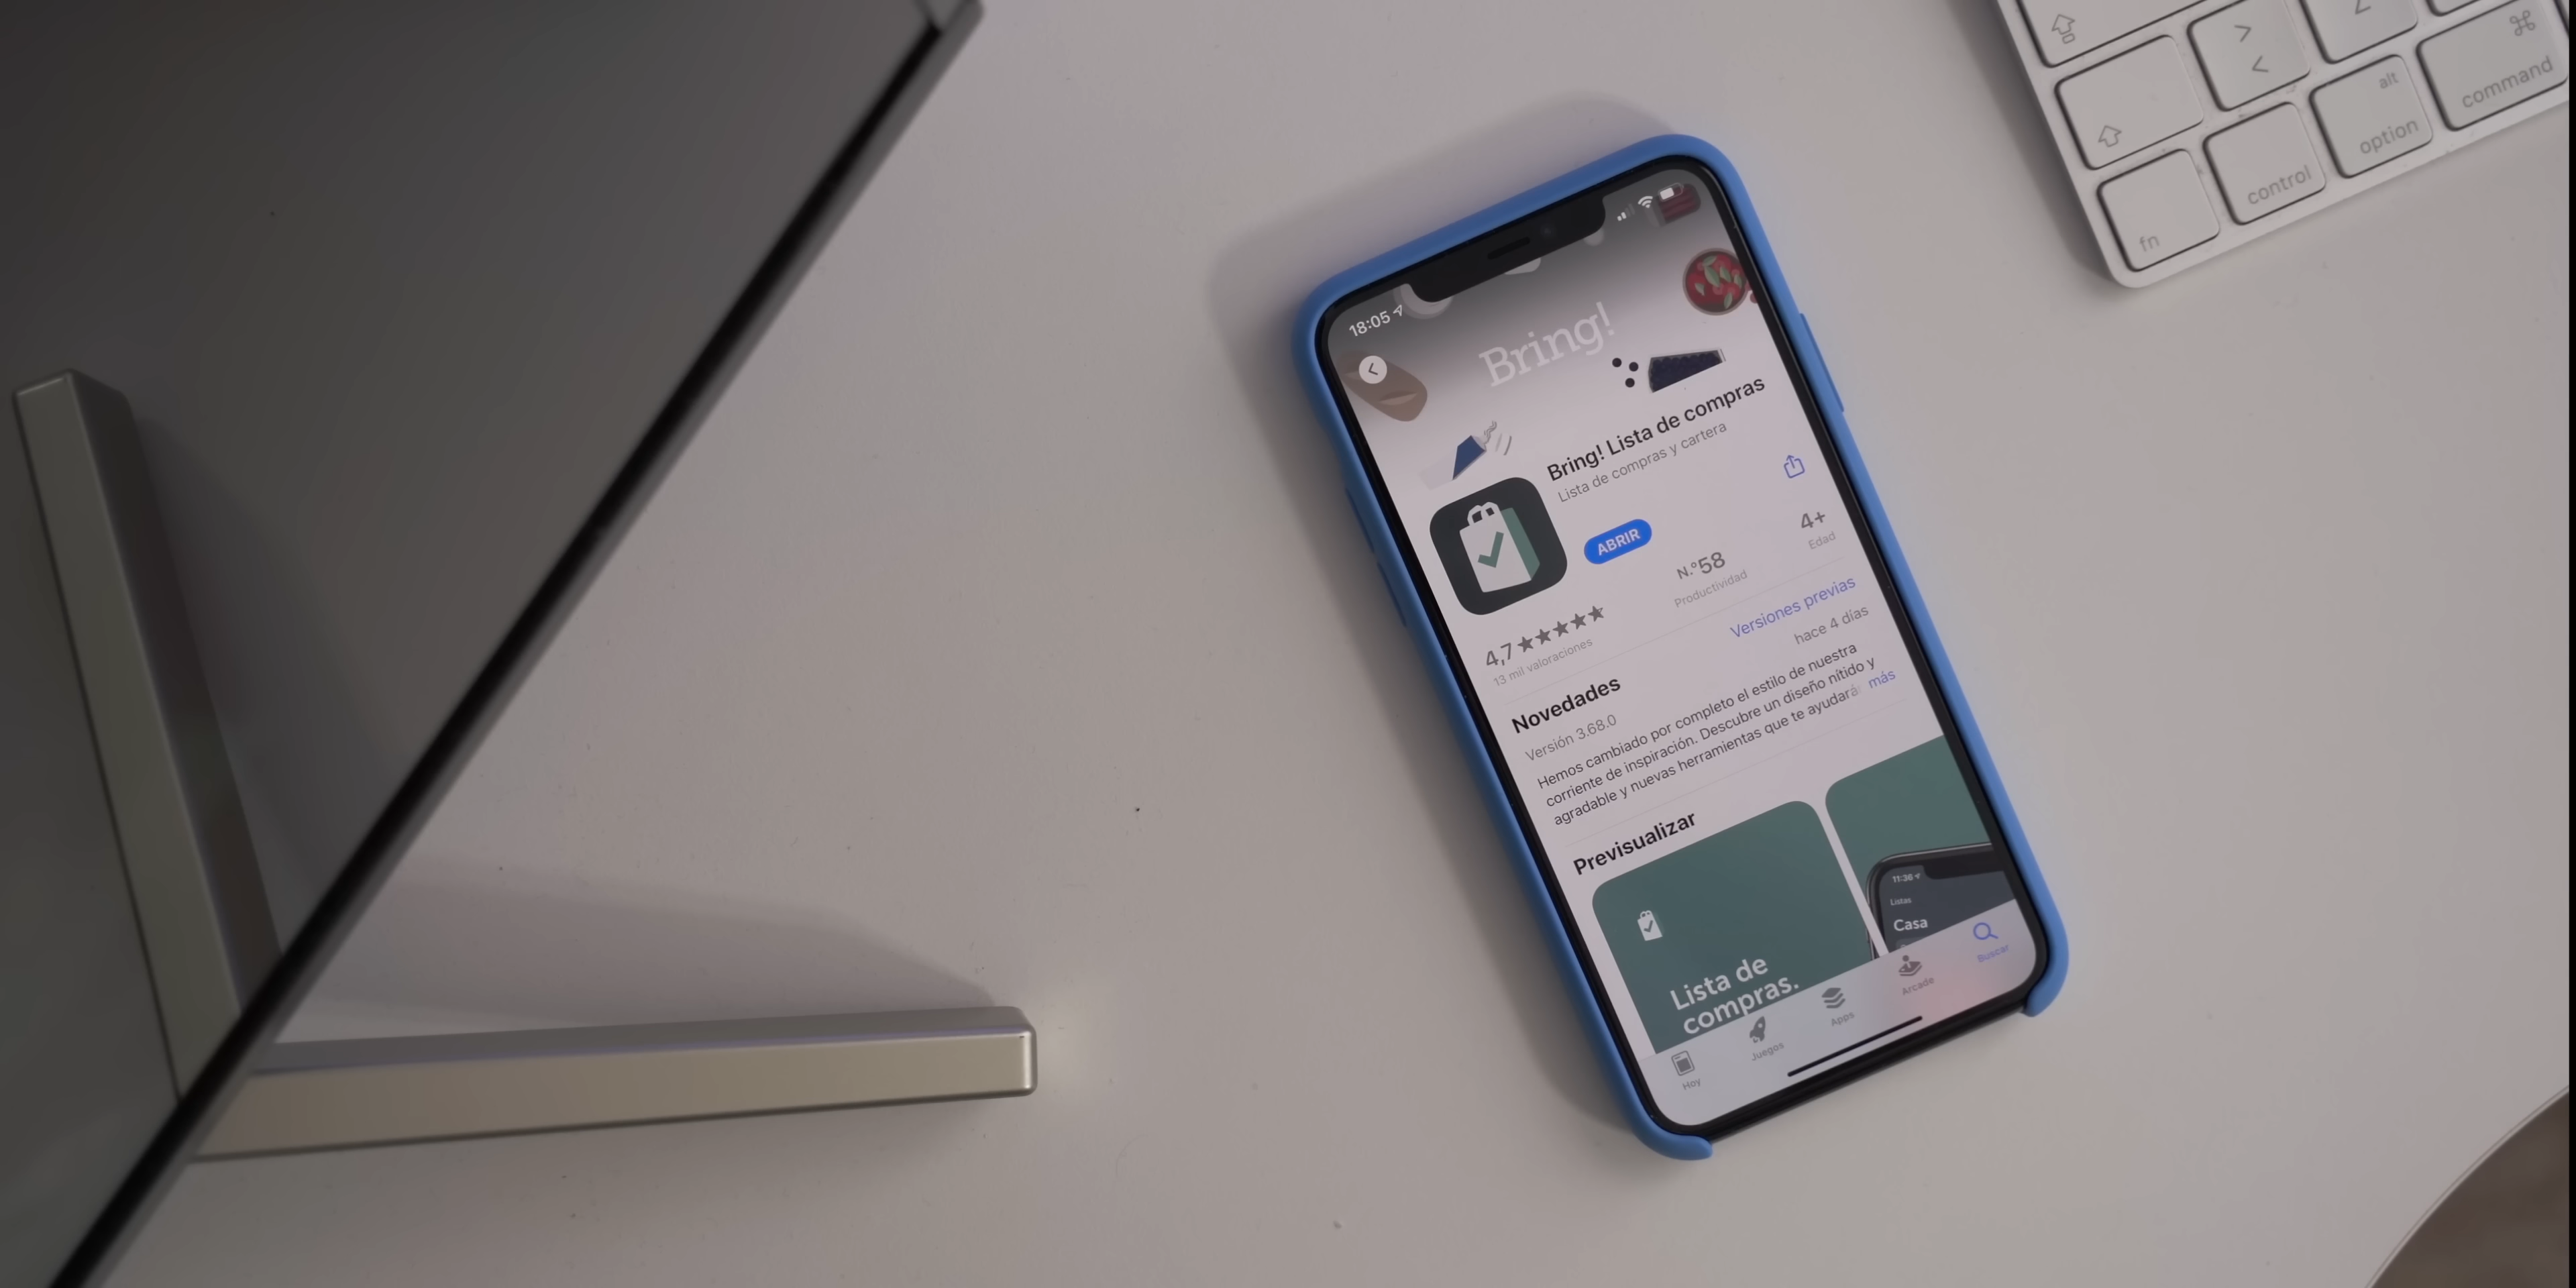 18:05
Bring!
Bring! Lista de compras
Lista de compras y cartera
ABRIR
4,7 ★★★★★
13 mil valoraciones
N.º58
Productividad
4+
Edad
Novedades
Versiones previas
Versión 3.68.0
hace 4 días
Hemos cambiado por completo el estilo de nuestra
corriente de inspiración. Descubre un diseño nítido y
agradable y nuevas herramientas que te ayudará
más
Previsualizar
Lista de
compras.
11:36
Listas
Casa
Hoy
Juegos
Apps
Arcade
Buscar
>
<
alt
⌘
fn
control
option
command